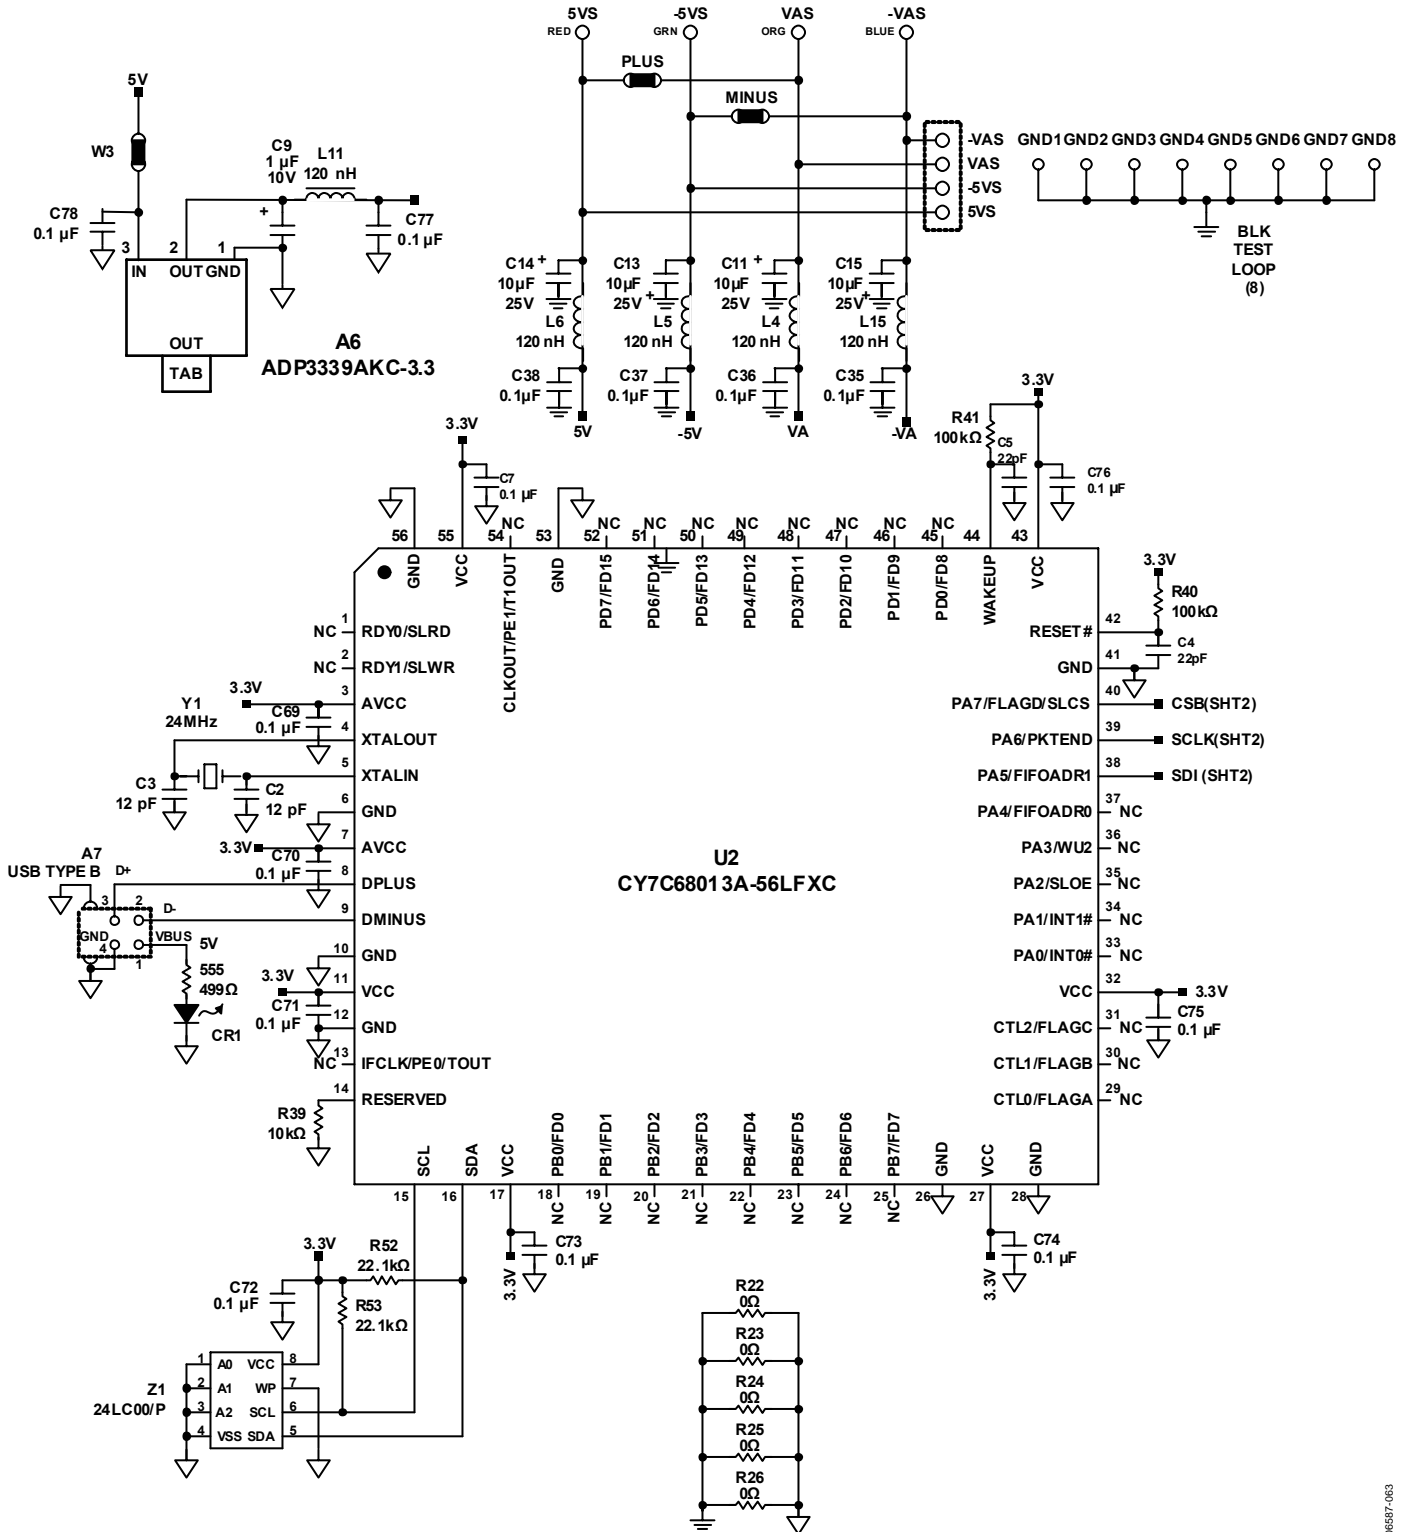 5VS
-5VS
VAS
-VAS
RED
GRN
ORG
BLUE
PLUS
MINUS
-VAS
VAS
-5VS
5VS
GND1 GND2 GND3 GND4 GND5 GND6 GND7 GND8
BLK
TEST
LOOP
(8)
5V
W3
C9
1 µF
10V
L11
120 nH
C78
0.1 µF
C77
0.1 µF
3
2
1
+
IN
OUT GND
OUT
TAB
A6
ADP3339AKC-3.3
C14 +
10µF
25V
L6
120 nH
C38
0.1µF
5V
C13
10µF
25V +
L5
120 nH
C37
0.1µF
-5V
C11 +
10µF
25V
L4
120 nH
C36
0.1µF
VA
C15
10µF
25V +
L15
120 nH
C35
0.1µF
-VA
3.3V
C7
0.1 µF
R41
100kΩ
C5
22pF
3.3V
C76
0.1 µF
56 GND
55 VCC
54 NC CLKOUT/PE1/T1OUT
53 GND
52 NC PD7/FD15
51 NC PD6/FD14
50 NC PD5/FD13
49 NC PD4/FD12
48 NC PD3/FD11
47 NC PD2/FD10
46 NC PD1/FD9
45 NC PD0/FD8
44 WAKEUP
43 VCC
NC 1 RDY0/SLRD
NC 2 RDY1/SLWR
3.3V 3 AVCC
C69
0.1 µF
Y1
24MHz
4 XTALOUT
5 XTALIN
C3
12 pF
C2
12 pF
6 GND
3.3V 7 AVCC
C70
0.1 µF
A7
USB TYPE B
D+
8 DPLUS
3 2
D-
9 DMINUS
GND
4
VBUS
1
5V
555
499Ω
CR1
10 GND
3.3V
11 VCC
C71
0.1 µF
12 GND
NC 13 IFCLK/PE0/TOUT
14 RESERVED
R39
10kΩ
U2
CY7C68013A-56LFXC
3.3V
R40
100kΩ
RESET# 42
C4
22pF
GND 41
PA7/FLAGD/SLCS 40 CSB(SHT2)
PA6/PKTEND 39 SCLK(SHT2)
PA5/FIFOADR1 38 SDI (SHT2)
PA4/FIFOADR0 37 NC
PA3/WU2 36 NC
PA2/SLOE 35 NC
PA1/INT1# 34 NC
PA0/INT0# 33 NC
VCC 32 3.3V
C75
0.1 µF
CTL2/FLAGC 31 NC
CTL1/FLAGB 30 NC
CTL0/FLAGA 29 NC
SCL 15
SDA 16
VCC 17
PB0/FD0 18 NC
PB1/FD1 19 NC
PB2/FD2 20 NC
PB3/FD3 21 NC
PB4/FD4 22 NC
PB5/FD5 23 NC
PB6/FD6 24 NC
PB7/FD7 25 NC
GND 26
VCC 27
GND 28
C73
0.1 µF
3.3V
C74
0.1 µF
3.3V
3.3V
R52
22.1kΩ
C72
0.1 µF
R53
22.1kΩ
Z1
24LC00/P
1 A0 VCC 8
2 A1 WP 7
3 A2 SCL 6
4 VSS SDA 5
R22
0Ω
R23
0Ω
R24
0Ω
R25
0Ω
R26
0Ω
06587-063